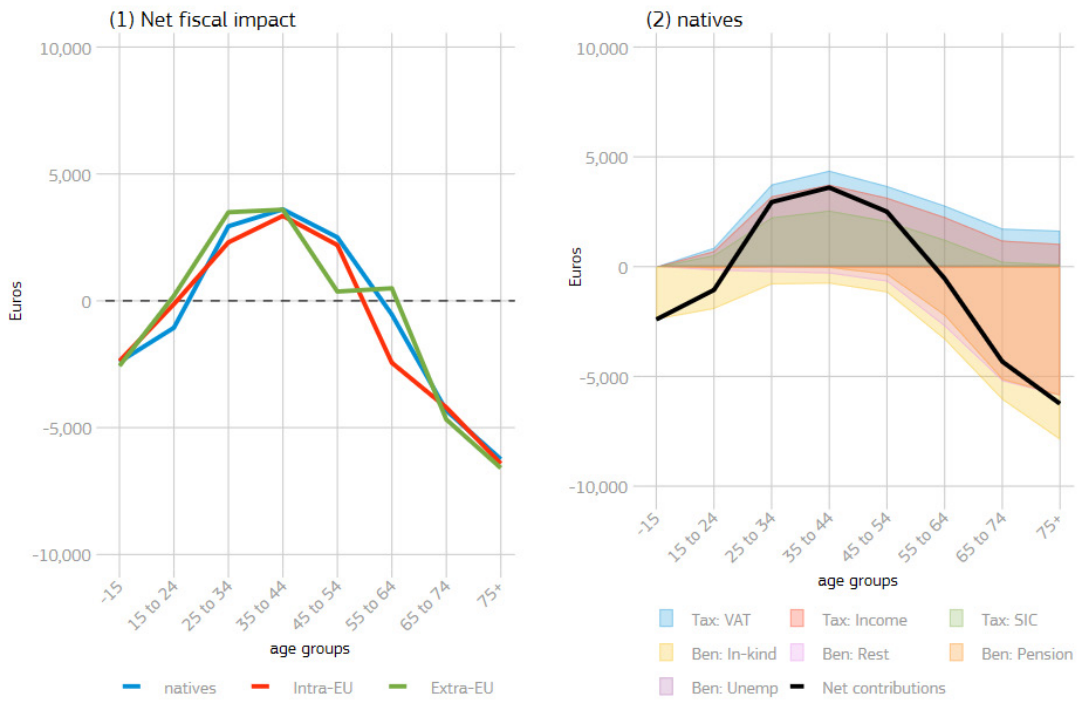 (1) Net fiscal impact
10,000
5,000
0
-5,000
-10,000
Euros
-15
15 to 24
25 to 34
35 to 44
45 to 54
55 to 64
65 to 74
75+
age groups
natives Intra-EU Extra-EU
(2) natives
10,000
5,000
0
-5,000
-10,000
Euros
-15
15 to 24
25 to 34
35 to 44
45 to 54
55 to 64
65 to 74
75+
age groups
Tax: VAT Tax: Income Tax: SIC
Ben: In-kind Ben: Rest Ben: Pension
Ben: Unemp Net contributions